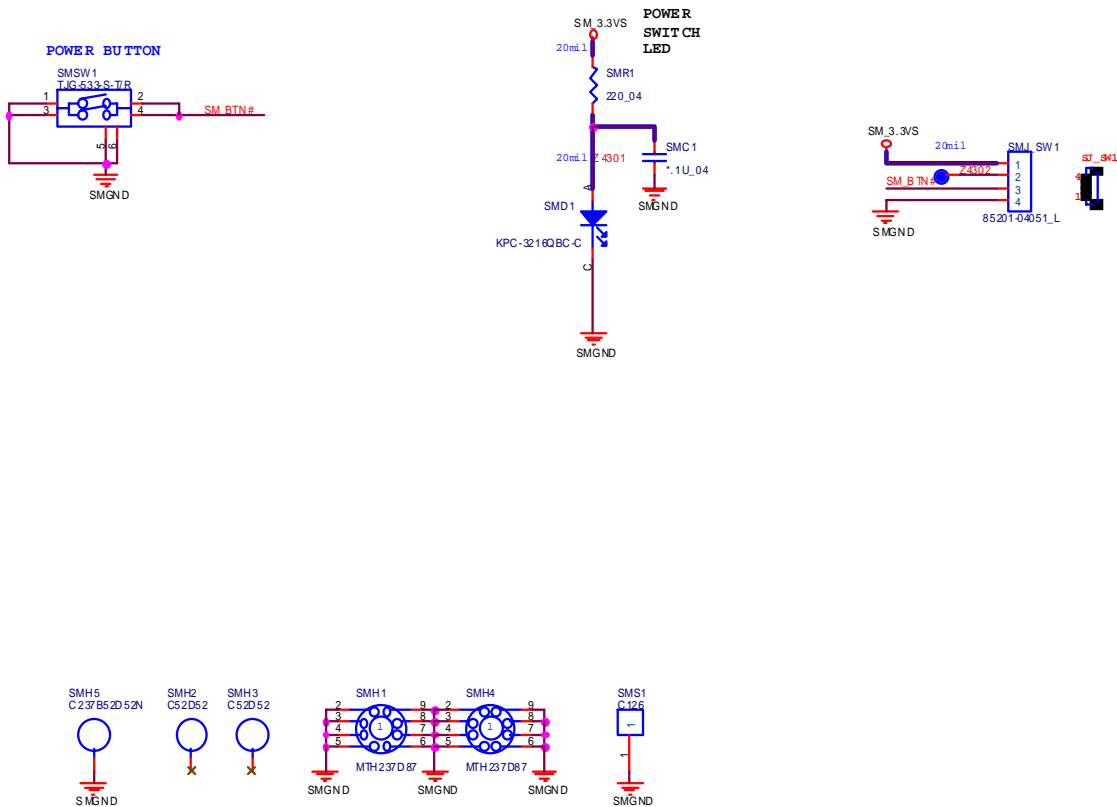 POWER BUTTON
SMSW1
TJG-533-S-T/R
1
3
2
4
5
6
SM_BTN#
SMGND
POWER
SWITCH
LED
SM_3.3VS
20mil
SMR1
220_04
20mil
Z4301
SMC1
*.1U_04
SMGND
A
SMD1
KPC-3216QBC-C
C
SMGND
SM_3.3VS
20mil
SMJ_SW1
Z4302
SM_BTN#
1
2
3
4
SMGND
85201-04051_L
SJ_SW1
4
1
SMH5
C237B52D52N
SMGND
SMH2
C52D52
SMH3
C52D52
SMH1
2
3
4
5
9
8
7
6
1
MTH237D87
SMGND
SMGND
SMH4
2
3
4
5
9
8
7
6
1
MTH237D87
SMGND
SMS1
C126
1
1
SMGND